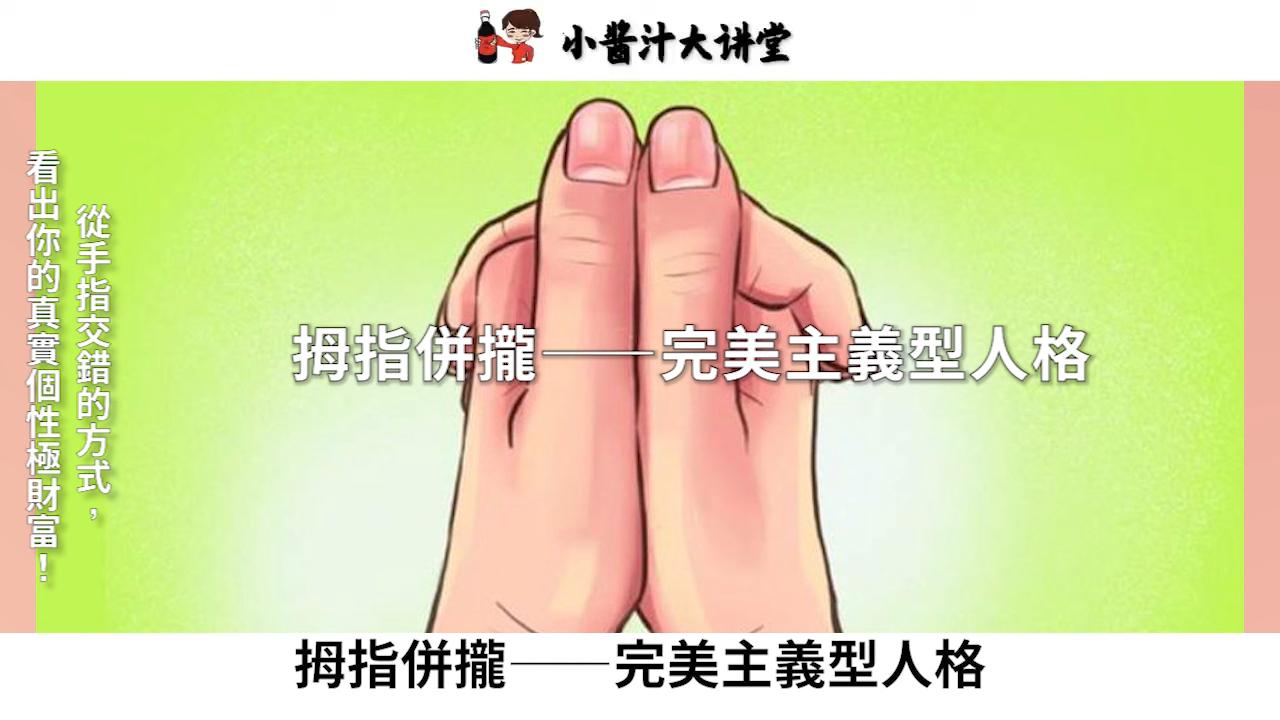 小酱汁大讲堂
從手指交錯的方式，
看出你的真實個性極財富！
拇指併攏——完美主義型人格
拇指併攏——完美主義型人格